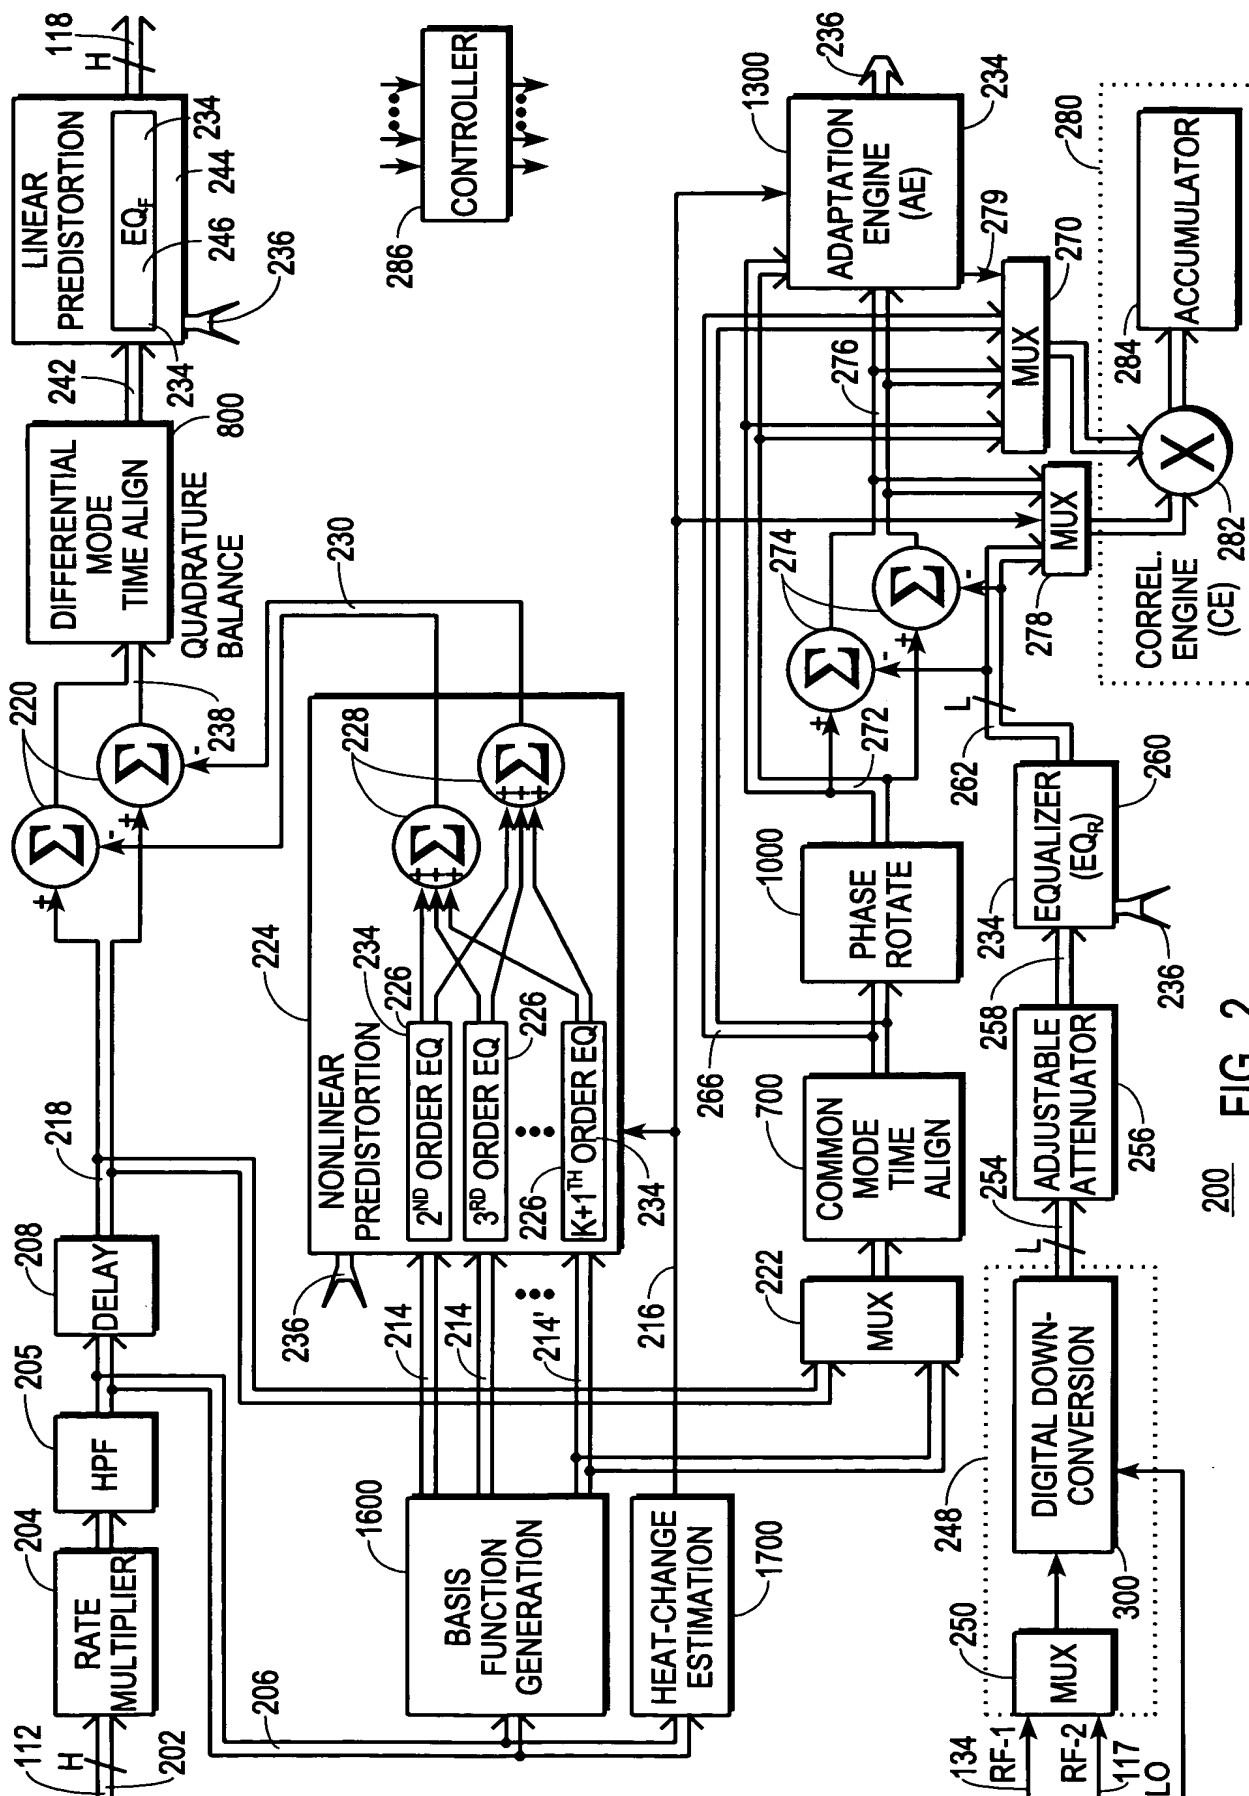 112
H
202
RATE
MULTIPLIER
204
HPF
205
DELAY
208
218
206
+
-
Σ
220
+
-
Σ
238
DIFFERENTIAL
MODE
TIME ALIGN
800
QUADRATURE
BALANCE
242
LINEAR
PREDISTORTION
EQF
234
246
244
234
236
H
118
286
CONTROLLER
1600
BASIS
FUNCTION
GENERATION
214
214
214'
236
224
NONLINEAR
PREDISTORTION
2ND ORDER EQ
226
234
3RD ORDER EQ
226
K+1TH ORDER EQ
226
234
+++
Σ
228
+++
Σ
230
HEAT-CHANGE
ESTIMATION
1700
216
222
MUX
700
COMMON
MODE
TIME
ALIGN
266
1000
PHASE
ROTATE
272
+
-
Σ
274
+
-
Σ
276
1300
ADAPTATION
ENGINE
(AE)
236
234
279
MUX
270
MUX
278
134
RF-1
RF-2
117
LO
250
MUX
248
DIGITAL DOWN-
CONVERSION
300
L
254
ADJUSTABLE
ATTENUATOR
256
258
234
EQUALIZER
(EQR)
260
236
262
L
CORREL.
ENGINE
(CE)
X
282
284
ACCUMULATOR
280
200
FIG. 2